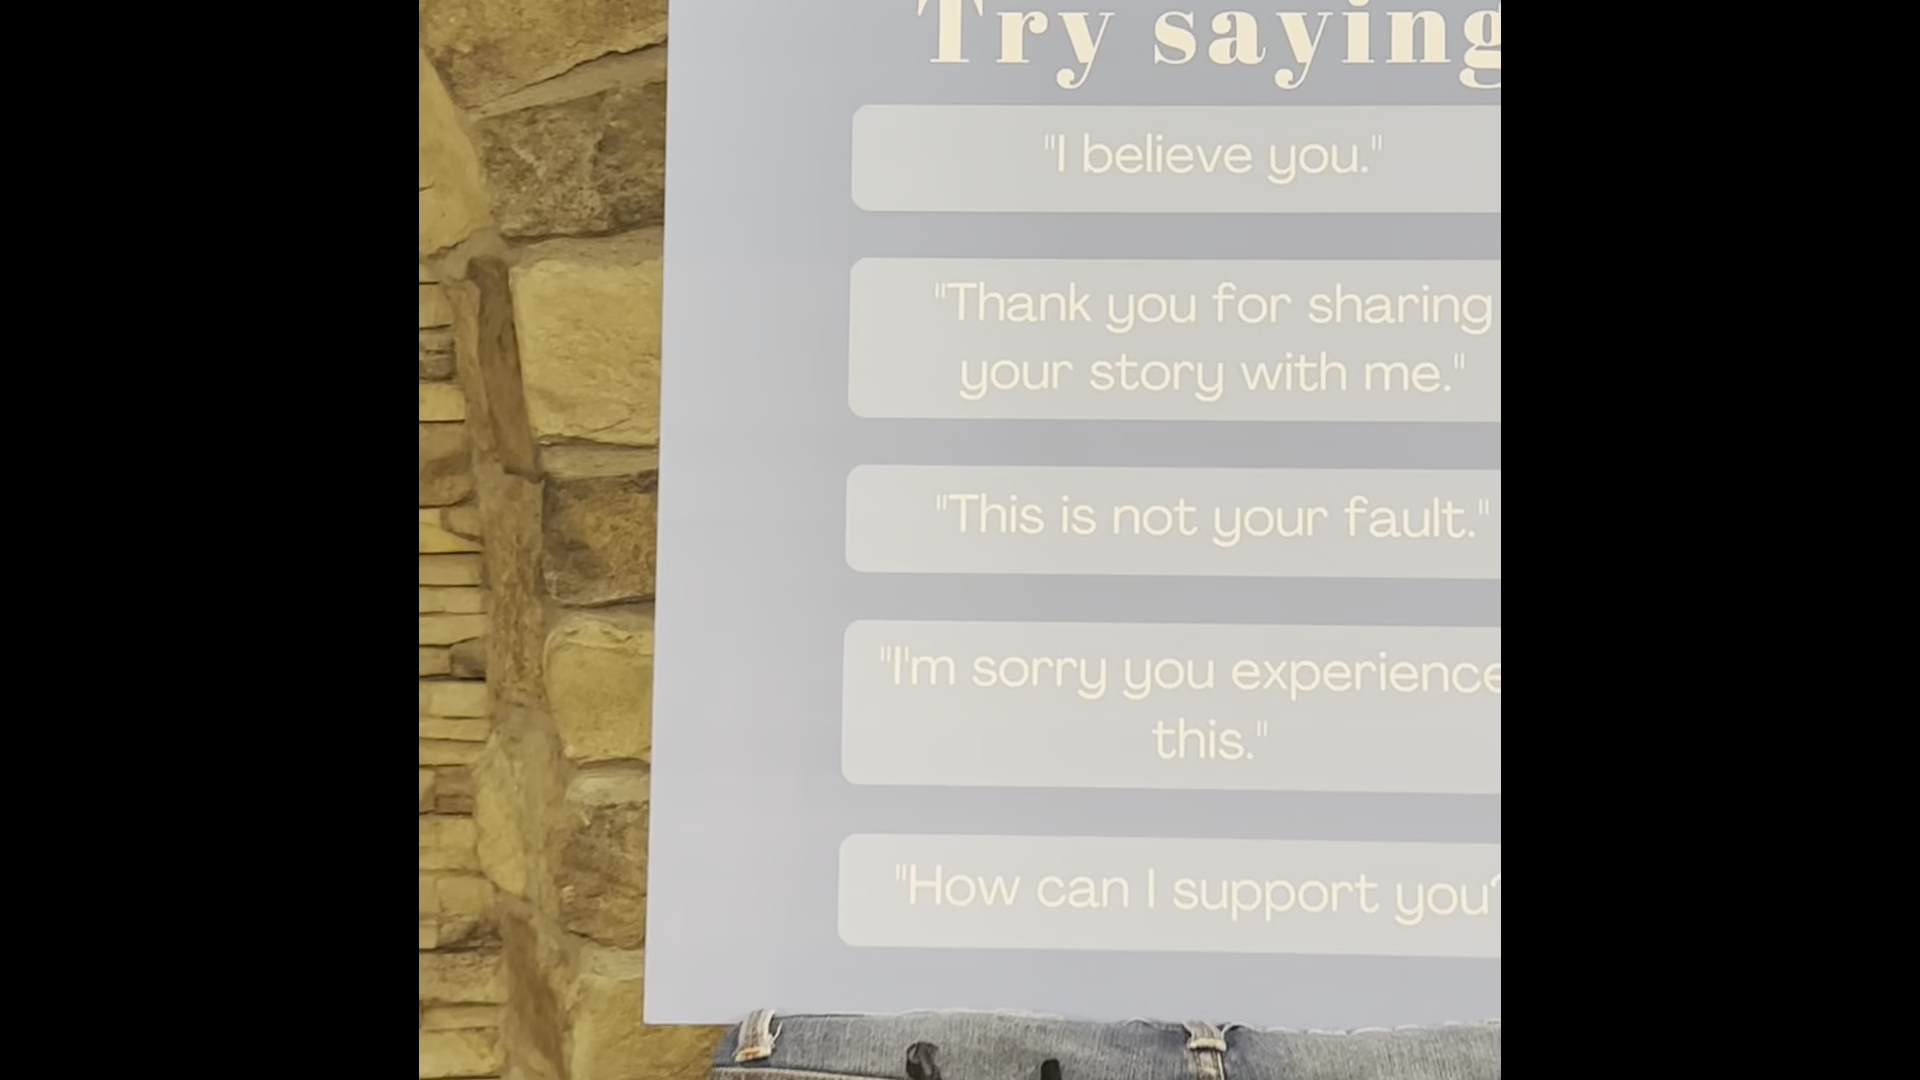 Try saying
"I believe you."
"Thank you for sharing
your story with me."
"This is not your fault."
"I'm sorry you experience
this."
"How can I support you?